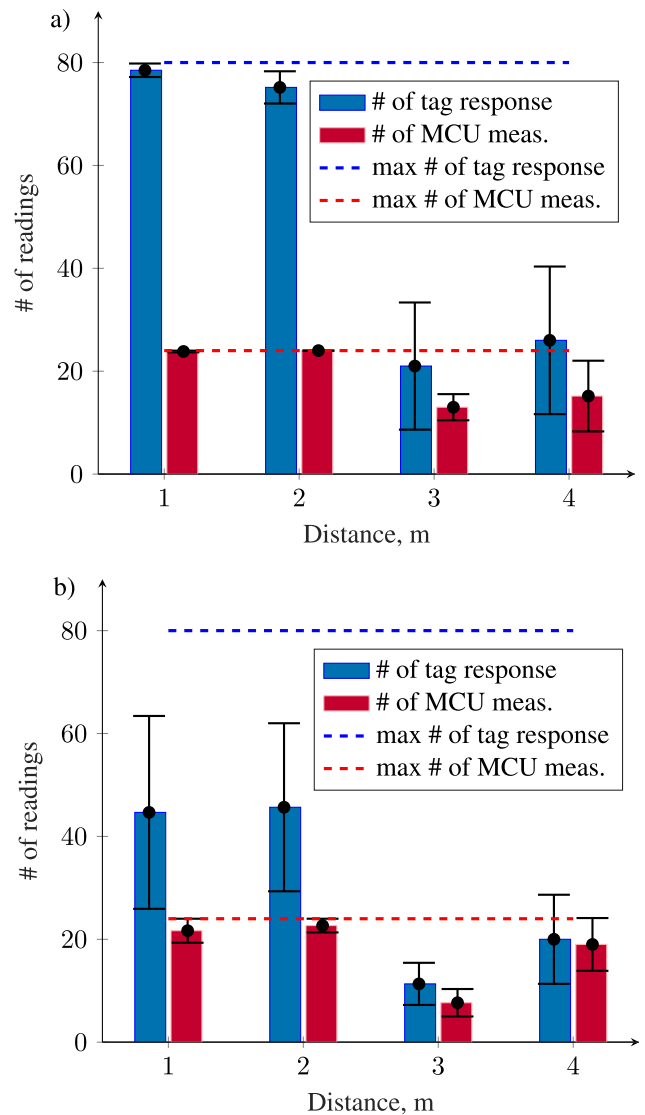 a)
80
60
40
20
0
# of readings
# of tag response
# of MCU meas.
max # of tag response
max # of MCU meas.
1 2 3 4
Distance, m
b)
80
60
40
20
0
# of readings
# of tag response
# of MCU meas.
max # of tag response
max # of MCU meas.
1 2 3 4
Distance, m